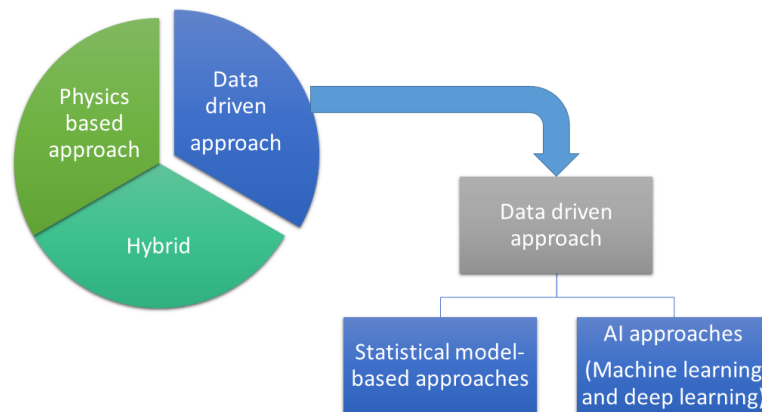 Physics
based
approach
Data
driven
approach
Hybrid
Data driven
approach
Statistical model-
based approaches
AI approaches
(Machine learning
and deep learning)